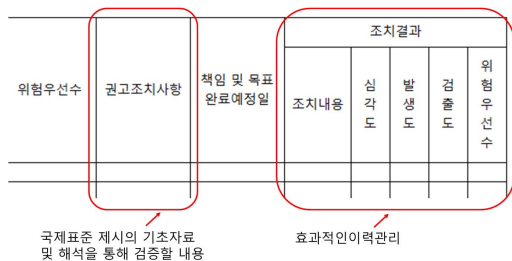 조치결과
위험우선수
권고조치사항
책임 및 목표
완료예정일
조치내용
심
각
도
발
생
도
검
출
도
위
험
우
선
수
국제표준 제시의 기초자료
및 해석을 통해 검증할 내용
효과적인이력관리